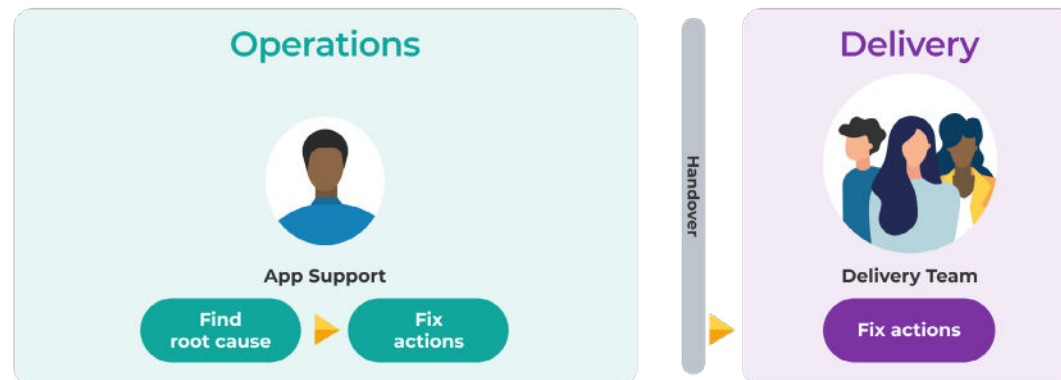 Operations
App Support
Find
root cause
Fix
actions
Handover
Delivery
Delivery Team
Fix actions